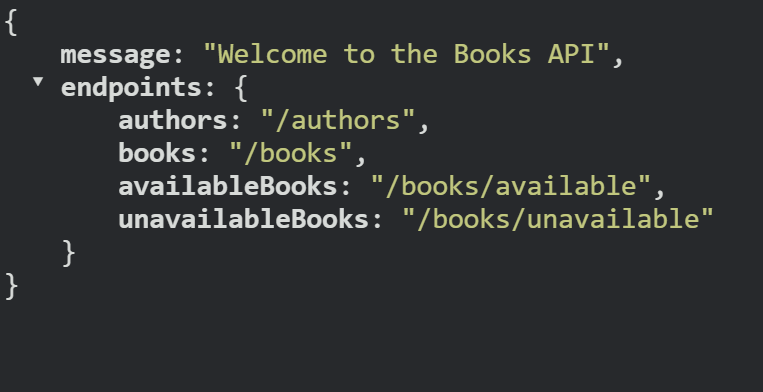 {
message: "Welcome to the Books API",
endpoints: {
authors: "/authors",
books: "/books",
availableBooks: "/books/available",
unavailableBooks: "/books/unavailable"
}
}